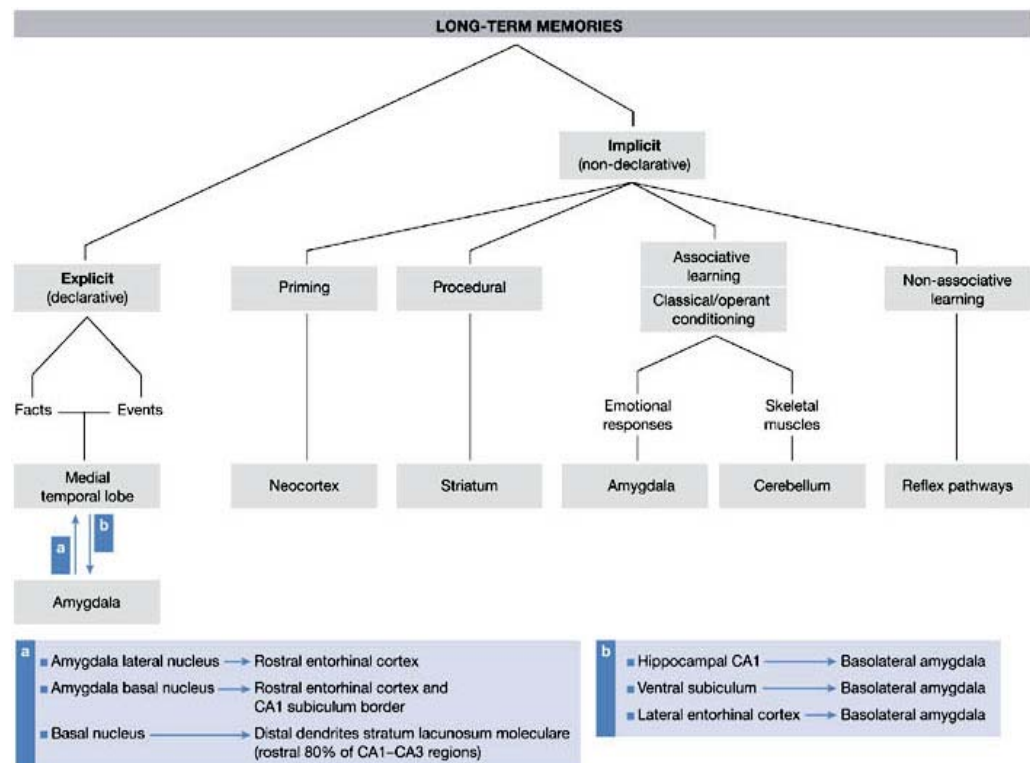 LONG-TERM MEMORIES
Implicit
(non-declarative)
Explicit
(declarative)
Priming
Procedural
Associative
learning
Classical/operant
conditioning
Non-associative
learning
Facts
Events
Emotional
responses
Skeletal
muscles
Medial
temporal lobe
Neocortex
Striatum
Amygdala
Cerebellum
Reflex pathways
a
b
Amygdala
a
Amygdala lateral nucleus → Rostral entorhinal cortex
Amygdala basal nucleus → Rostral entorhinal cortex and
CA1 subiculum border
Basal nucleus → Distal dendrites stratum lacunosum moleculare
(rostral 80% of CA1–CA3 regions)
b
Hippocampal CA1 → Basolateral amygdala
Ventral subiculum → Basolateral amygdala
Lateral entorhinal cortex → Basolateral amygdala